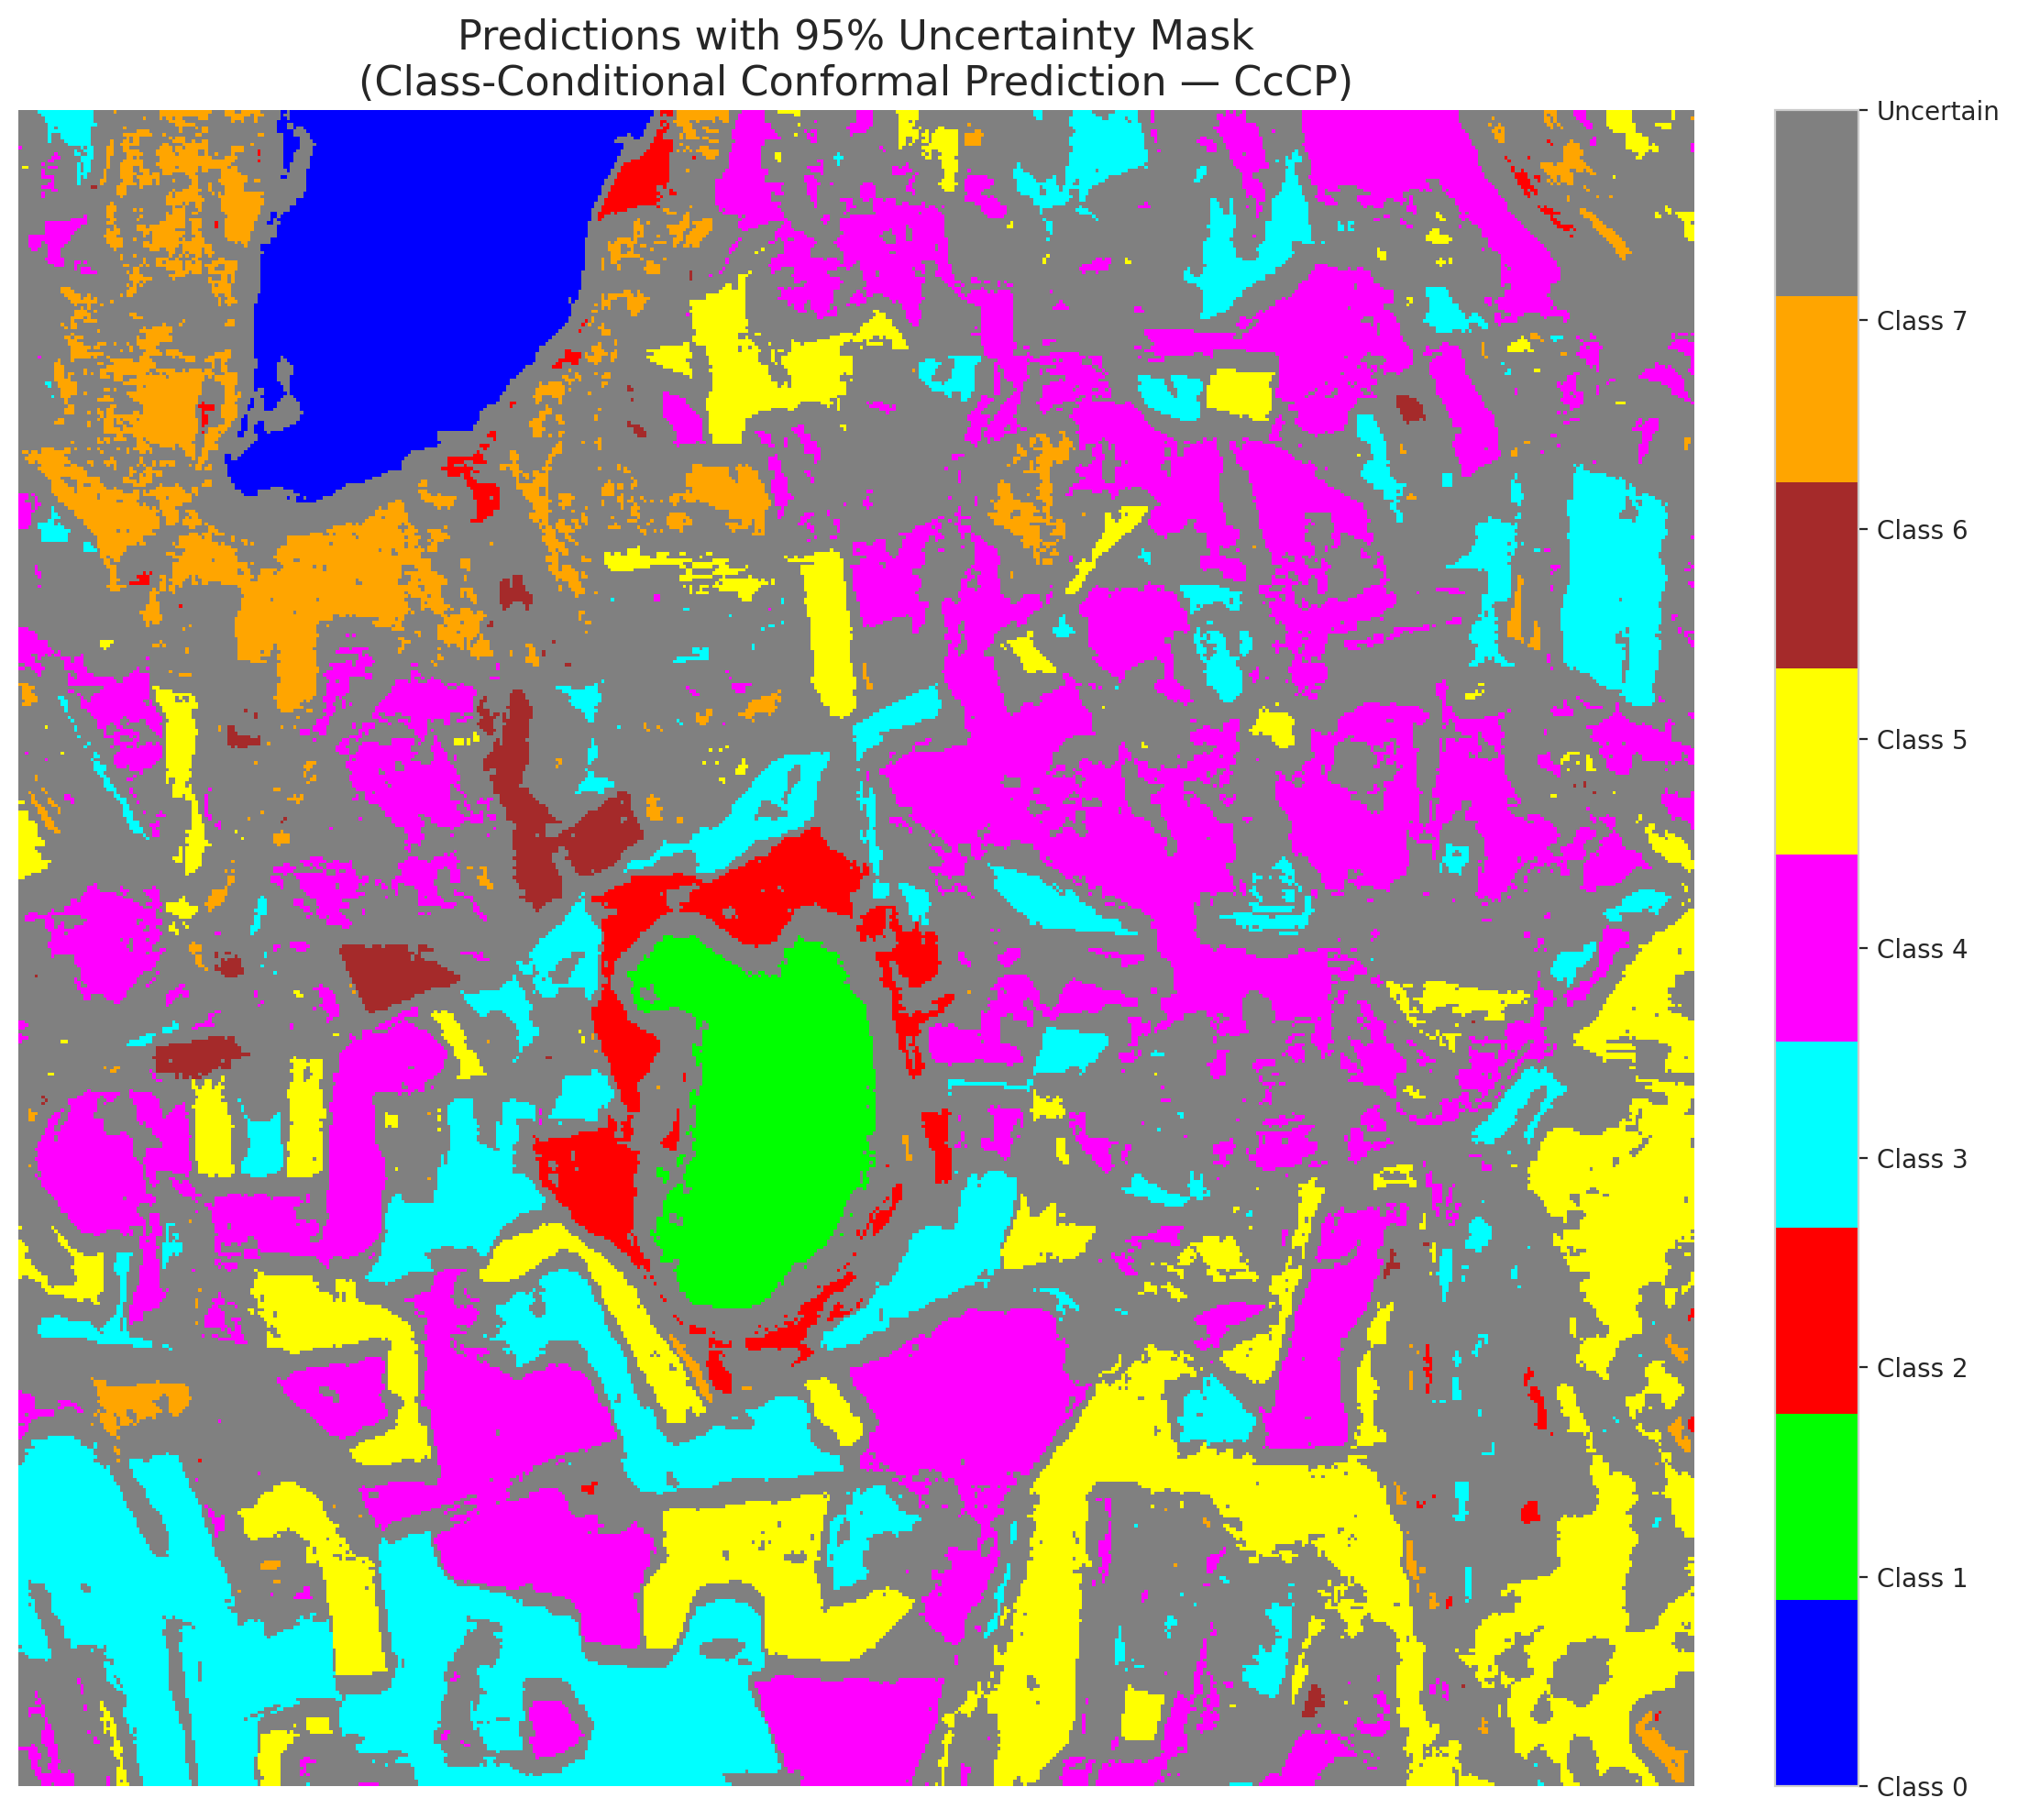 Predictions with 95% Uncertainty Mask
(Class-Conditional Conformal Prediction — CcCP)
Uncertain
Class 7
Class 6
Class 5
Class 4
Class 3
Class 2
Class 1
Class 0